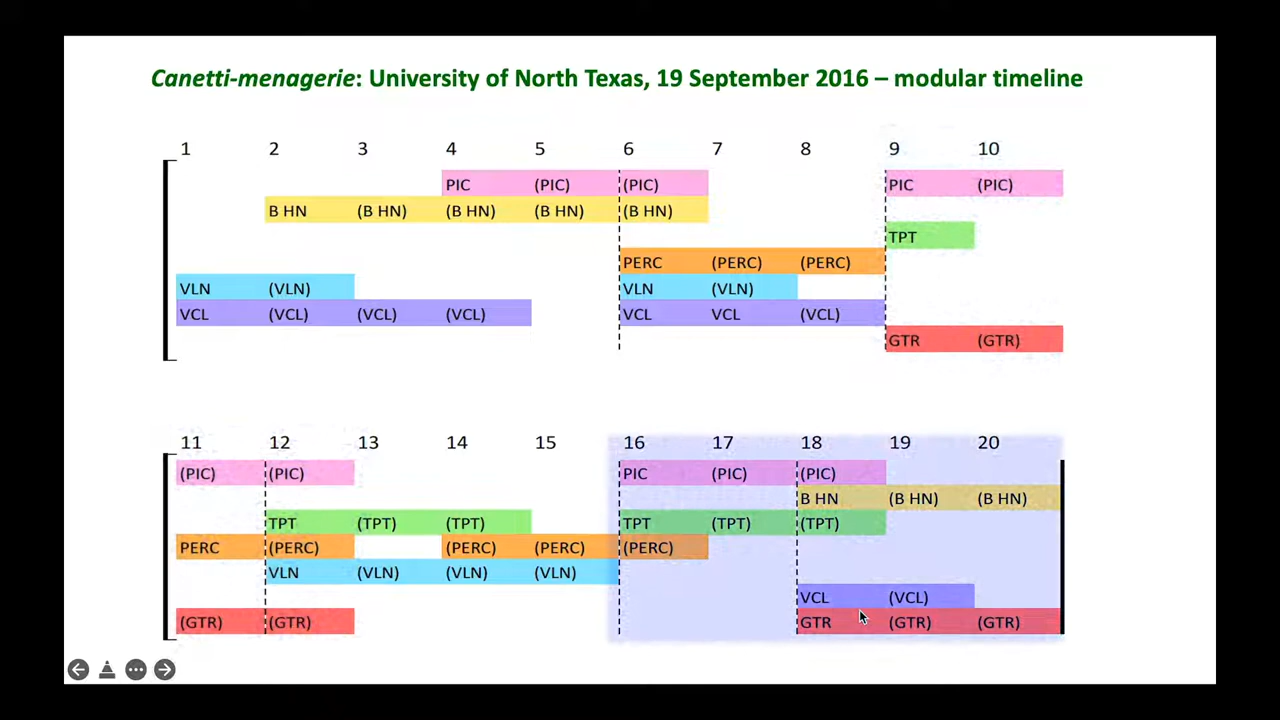 Canetti-menagerie: University of North Texas, 19 September 2016 – modular timeline
1 2 3 4 5 6 7 8 9 10
PIC (PIC) (PIC) PIC (PIC)
B HN (B HN) (B HN) (B HN) (B HN)
TPT
PERC (PERC) (PERC)
VLN (VLN) VLN (VLN)
VCL (VCL) (VCL) (VCL) VCL VCL (VCL)
GTR (GTR)
11 12 13 14 15 16 17 18 19 20
(PIC) (PIC) PIC (PIC) (PIC)
B HN (B HN) (B HN)
TPT (TPT) (TPT) TPT (TPT) (TPT)
PERC (PERC) (PERC) (PERC) (PERC)
VLN (VLN) (VLN) (VLN)
VCL (VCL)
(GTR) (GTR) GTR (GTR) (GTR)